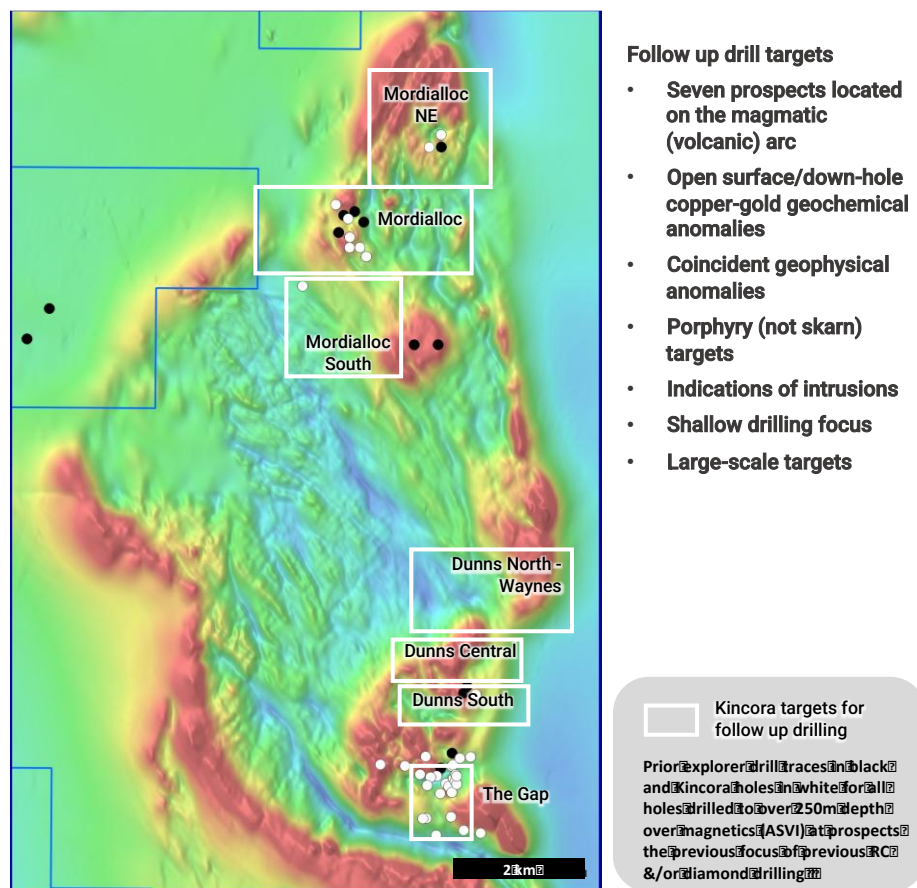 Mordialloc
NE
Mordialloc
Mordialloc
South
Dunns North -
Waynes
Dunns Central
Dunns South
The Gap
2 km
Follow up drill targets
• Seven prospects located
on the magmatic
(volcanic) arc
• Open surface/down-hole
copper-gold geochemical
anomalies
• Coincident geophysical
anomalies
• Porphyry (not skarn)
targets
• Indications of intrusions
• Shallow drilling focus
• Large-scale targets
Kincora targets for
follow up drilling
Prior explorer drill traces in black
and Kincora holes in white for all
holes drilled to over 250m depth
over magnetics (ASVI) at prospects
the previous focus of previous RC
&/or diamond drilling